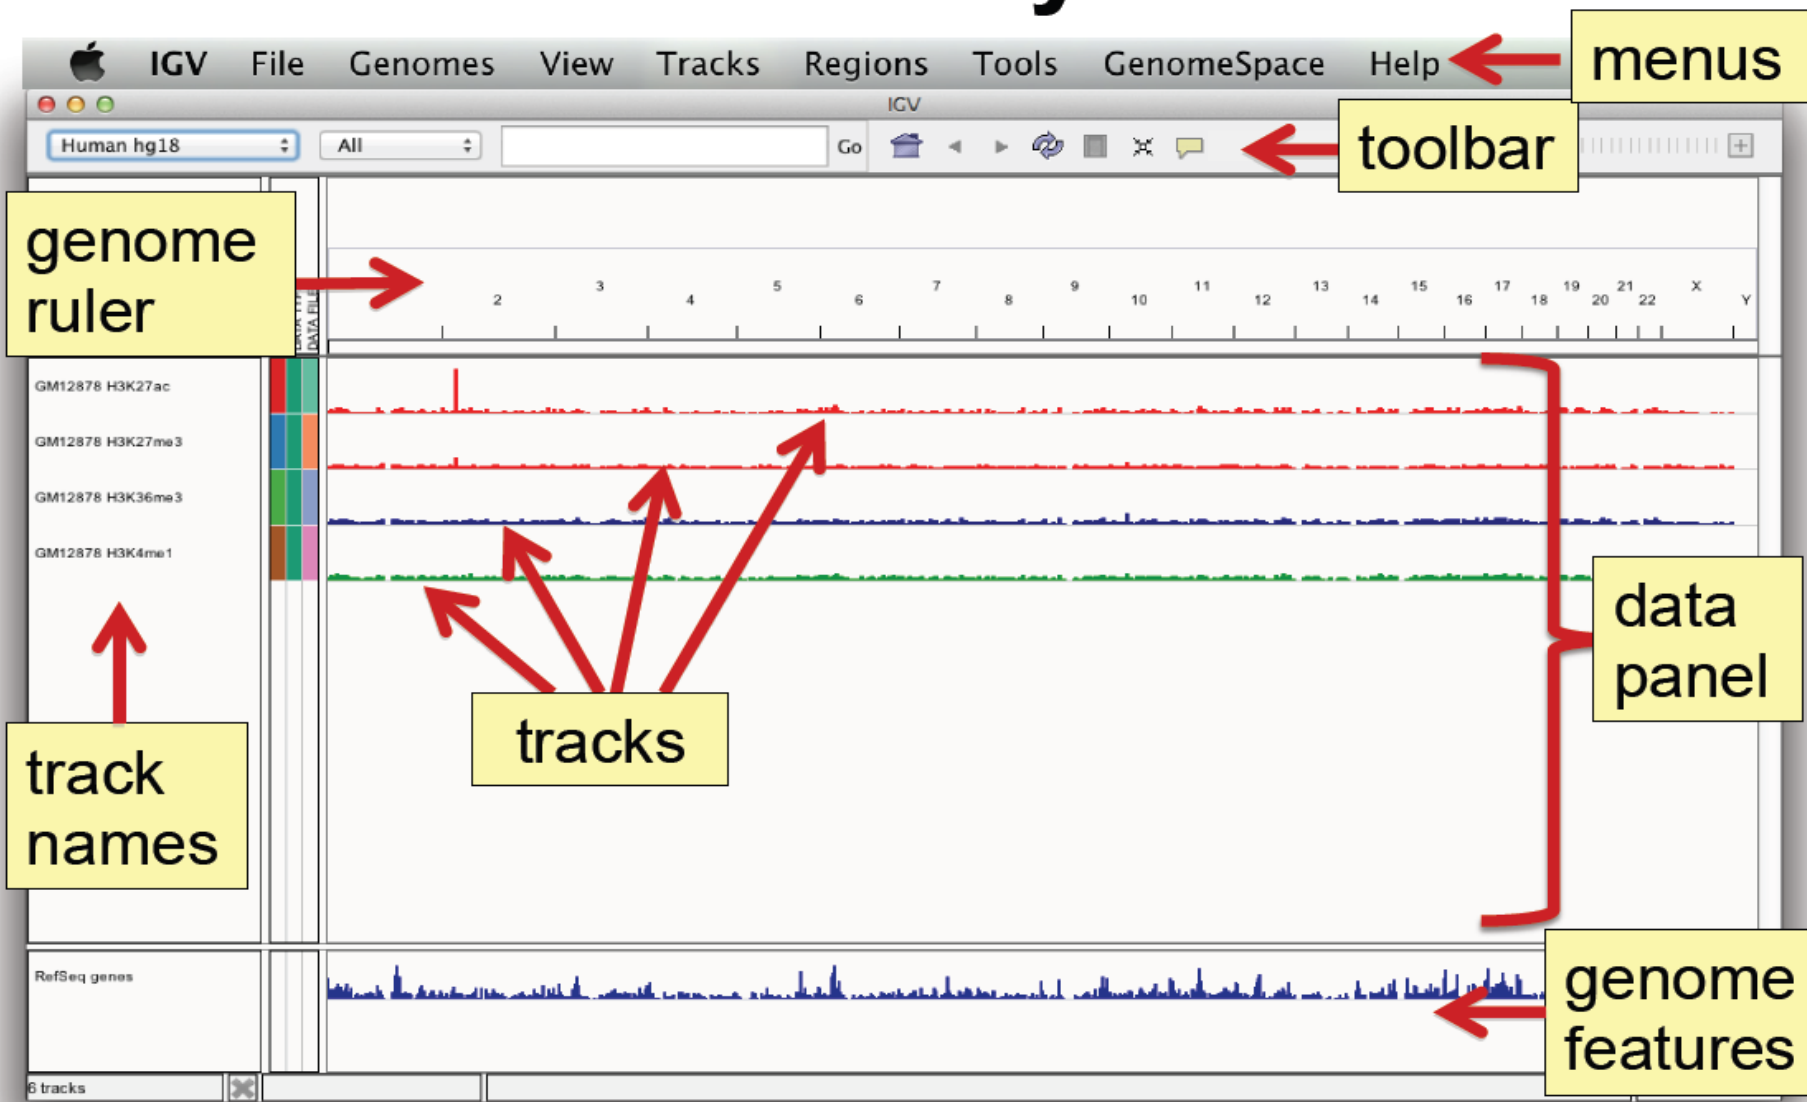 IGV File Genomes View Tracks Regions Tools GenomeSpace Help
menus
IGV
Human hg18 All Go
toolbar
genome
ruler
DATA FILE
2 3 4 5 6 7 8 9 10 11 12 13 14 15 16 17 18 19 20 21 22 X Y
GM12878 H3K27ac
GM12878 H3K27me3
GM12878 H3K36me3
GM12878 H3K4me1
data
panel
tracks
track
names
RefSeq genes
genome
features
6 tracks